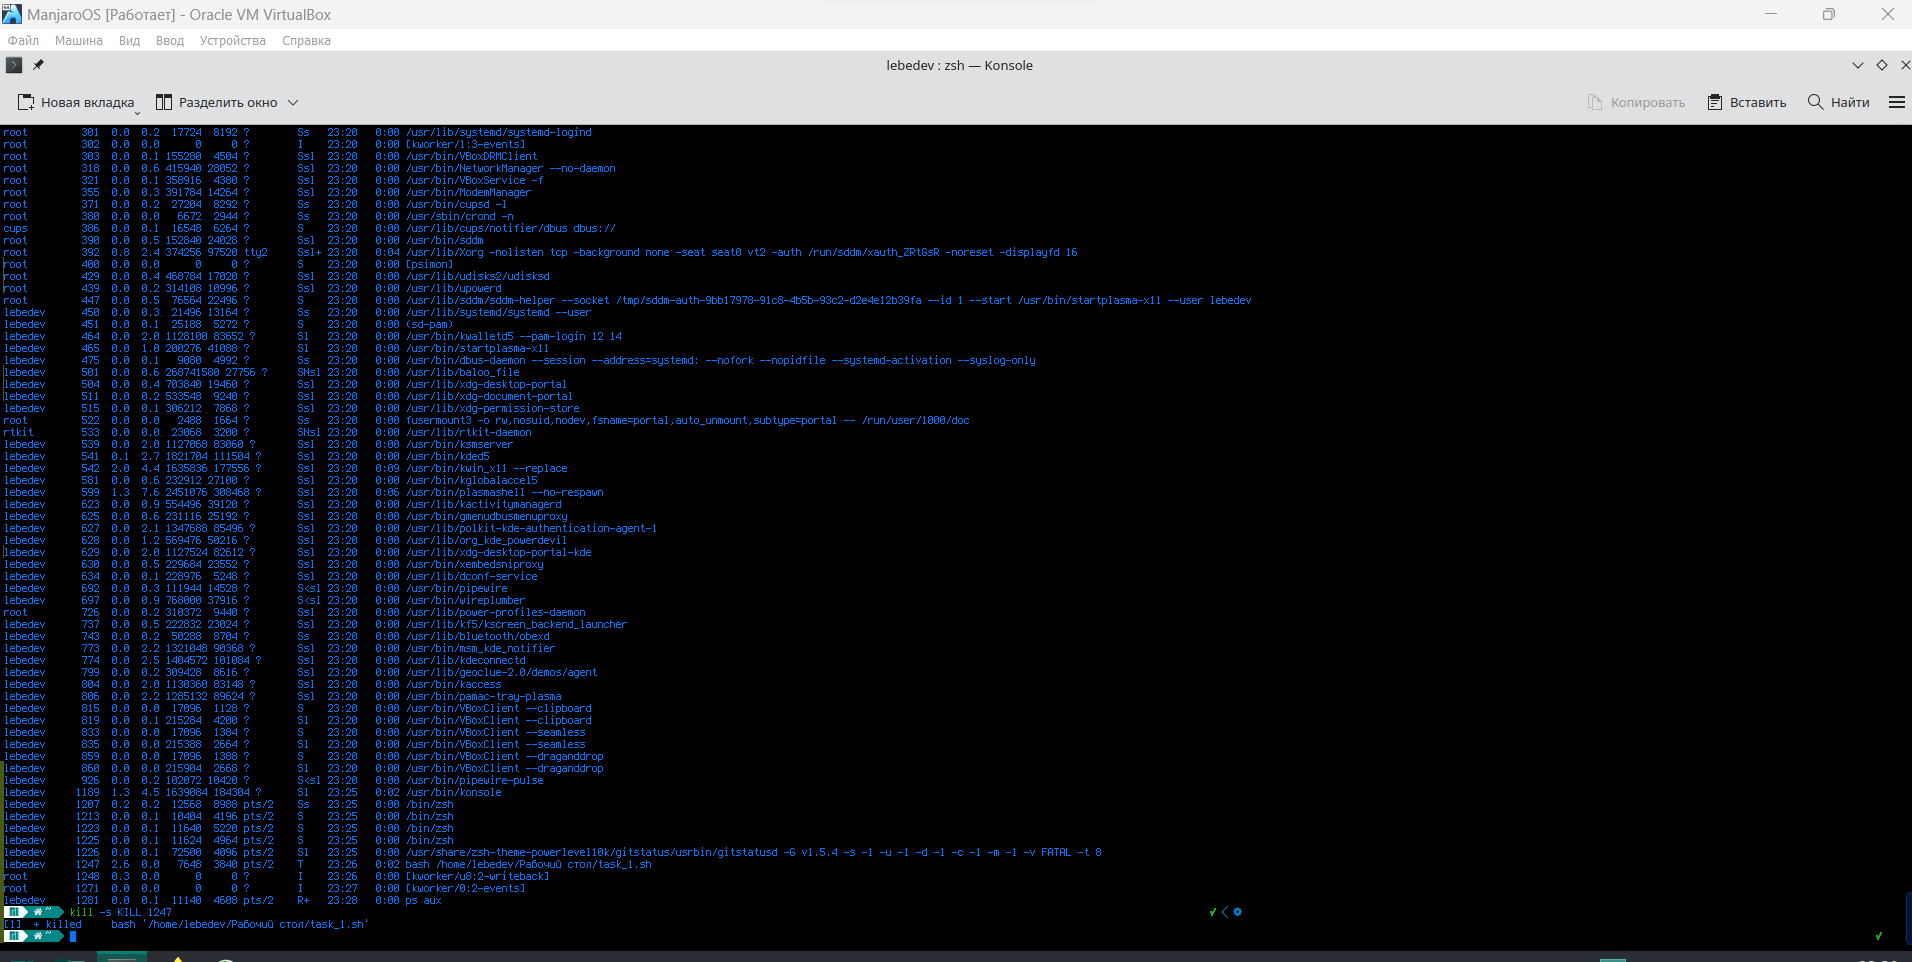 ManjaroOS [Работает] - Oracle VM VirtualBox
Файл Машина Вид Ввод Устройства Справка
lebedev : zsh — Konsole
Новая вкладка Разделить окно Копировать Вставить Найти
root 301 0.0 0.2 17724 8192 ? Ss 23:20 0:00 /usr/lib/systemd/systemd-logind
root 302 0.0 0.0 0 0 ? I 23:20 0:00 [kworker/1:3-events]
root 303 0.0 0.1 155280 4504 ? Ssl 23:20 0:00 /usr/bin/VBoxDRMClient
root 318 0.0 0.6 415940 28052 ? Ssl 23:20 0:00 /usr/bin/NetworkManager --no-daemon
root 321 0.0 0.1 358916 4380 ? Ssl 23:20 0:00 /usr/bin/VBoxService -f
root 355 0.0 0.3 391784 14264 ? Ssl 23:20 0:00 /usr/bin/ModemManager
root 371 0.0 0.2 27204 8292 ? Ss 23:20 0:00 /usr/bin/cupsd -l
root 380 0.0 0.0 6672 2944 ? Ss 23:20 0:00 /usr/sbin/crond -n
cups 386 0.0 0.1 16548 6264 ? S 23:20 0:00 /usr/lib/cups/notifier/dbus dbus://
root 390 0.0 0.5 152840 24028 ? Ssl 23:20 0:00 /usr/bin/sddm
root 392 0.8 2.4 374256 97520 tty2 Ssl+ 23:20 0:04 /usr/lib/Xorg -nolisten tcp -background none -seat seat0 vt2 -auth /run/sddm/xauth_ZRtGsR -noreset -displayfd 16
root 400 0.0 0.0 0 0 ? S 23:20 0:00 [psimon]
root 429 0.0 0.4 468784 17020 ? Ssl 23:20 0:00 /usr/lib/udisks2/udisksd
root 439 0.0 0.2 314108 10996 ? Ssl 23:20 0:00 /usr/lib/upowerd
root 447 0.0 0.5 76564 22496 ? S 23:20 0:00 /usr/lib/sddm/sddm-helper --socket /tmp/sddm-auth-9bb17978-91c8-4b5b-93c2-d2e4e12b39fa --id 1 --start /usr/bin/startplasma-x11 --user lebedev
lebedev 450 0.0 0.3 21496 13164 ? Ss 23:20 0:00 /usr/lib/systemd/systemd --user
lebedev 451 0.0 0.1 25188 5272 ? S 23:20 0:00 (sd-pam)
lebedev 464 0.0 2.0 1128100 83652 ? Sl 23:20 0:00 /usr/bin/kwalletd5 --pam-login 12 14
lebedev 465 0.0 1.0 200276 41088 ? Sl 23:20 0:00 /usr/bin/startplasma-x11
lebedev 475 0.0 0.1 9080 4992 ? Ss 23:20 0:00 /usr/bin/dbus-daemon --session --address=systemd: --nofork --nopidfile --systemd-activation --syslog-only
lebedev 501 0.0 0.6 268741580 27756 ? SNsl 23:20 0:00 /usr/lib/baloo_file
lebedev 504 0.0 0.4 703840 19460 ? Ssl 23:20 0:00 /usr/lib/xdg-desktop-portal
lebedev 511 0.0 0.2 533548 9240 ? Ssl 23:20 0:00 /usr/lib/xdg-document-portal
lebedev 515 0.0 0.1 306212 7868 ? Ssl 23:20 0:00 /usr/lib/xdg-permission-store
root 522 0.0 0.0 2488 1664 ? Ss 23:20 0:00 fusermount3 -o rw,nosuid,nodev,fsname=portal,auto_unmount,subtype=portal -- /run/user/1000/doc
rtkit 533 0.0 0.0 23068 3200 ? SNsl 23:20 0:00 /usr/lib/rtkit-daemon
lebedev 539 0.0 2.0 1127068 83060 ? Ssl 23:20 0:00 /usr/bin/ksmserver
lebedev 541 0.1 2.7 1821704 111504 ? Ssl 23:20 0:00 /usr/bin/kded5
lebedev 542 2.0 4.4 1635836 177556 ? Ssl 23:20 0:09 /usr/bin/kwin_x11 --replace
lebedev 581 0.0 0.6 232912 27100 ? Ssl 23:20 0:00 /usr/bin/kglobalaccel5
lebedev 599 1.3 7.6 2451076 308468 ? Ssl 23:20 0:06 /usr/bin/plasmashell --no-respawn
lebedev 623 0.0 0.9 554496 39120 ? Ssl 23:20 0:00 /usr/lib/kactivitymanagerd
lebedev 625 0.0 0.6 231116 25192 ? Ssl 23:20 0:00 /usr/bin/gmenudbusmenuproxy
lebedev 627 0.0 2.1 1347688 85496 ? Ssl 23:20 0:00 /usr/lib/polkit-kde-authentication-agent-1
lebedev 628 0.0 1.2 569476 50216 ? Ssl 23:20 0:00 /usr/lib/org_kde_powerdevil
lebedev 629 0.0 2.0 1127524 82612 ? Ssl 23:20 0:00 /usr/lib/xdg-desktop-portal-kde
lebedev 630 0.0 0.5 229684 23552 ? Ssl 23:20 0:00 /usr/bin/xembedsniproxy
lebedev 634 0.0 0.1 228976 5248 ? Ssl 23:20 0:00 /usr/lib/dconf-service
lebedev 692 0.0 0.3 111944 14528 ? S<sl 23:20 0:00 /usr/bin/pipewire
lebedev 697 0.0 0.9 768000 37916 ? S<sl 23:20 0:00 /usr/bin/wireplumber
root 726 0.0 0.2 310372 9440 ? Ssl 23:20 0:00 /usr/lib/power-profiles-daemon
lebedev 737 0.0 0.5 222832 23024 ? Ssl 23:20 0:00 /usr/lib/kf5/kscreen_backend_launcher
lebedev 743 0.0 0.2 50288 8704 ? Ss 23:20 0:00 /usr/lib/bluetooth/obexd
lebedev 773 0.0 2.2 1321048 90368 ? Ssl 23:20 0:00 /usr/bin/msm_kde_notifier
lebedev 774 0.0 2.5 1404572 101084 ? Ssl 23:20 0:00 /usr/lib/kdeconnectd
lebedev 799 0.0 0.2 309428 8616 ? Ssl 23:20 0:00 /usr/lib/geoclue-2.0/demos/agent
lebedev 804 0.0 2.0 1130360 83148 ? Ssl 23:20 0:00 /usr/bin/kaccess
lebedev 806 0.0 2.2 1285132 89624 ? Ssl 23:20 0:00 /usr/bin/pamac-tray-plasma
lebedev 815 0.0 0.0 17096 1128 ? S 23:20 0:00 /usr/bin/VBoxClient --clipboard
lebedev 819 0.0 0.1 215284 4200 ? Sl 23:20 0:00 /usr/bin/VBoxClient --clipboard
lebedev 833 0.0 0.0 17096 1384 ? S 23:20 0:00 /usr/bin/VBoxClient --seamless
lebedev 835 0.0 0.0 215388 2664 ? Sl 23:20 0:00 /usr/bin/VBoxClient --seamless
lebedev 859 0.0 0.0 17096 1388 ? S 23:20 0:00 /usr/bin/VBoxClient --draganddrop
lebedev 860 0.0 0.0 215904 2668 ? Sl 23:20 0:00 /usr/bin/VBoxClient --draganddrop
lebedev 926 0.0 0.2 102072 10420 ? S<sl 23:20 0:00 /usr/bin/pipewire-pulse
lebedev 1189 1.3 4.5 1639084 184304 ? Sl 23:25 0:02 /usr/bin/konsole
lebedev 1207 0.2 0.2 12568 8988 pts/2 Ss 23:25 0:00 /bin/zsh
lebedev 1213 0.0 0.1 10404 4196 pts/2 S 23:25 0:00 /bin/zsh
lebedev 1223 0.0 0.1 11640 5220 pts/2 S 23:25 0:00 /bin/zsh
lebedev 1225 0.0 0.1 11624 4964 pts/2 S 23:25 0:00 /bin/zsh
lebedev 1226 0.0 0.1 72500 4096 pts/2 Sl 23:25 0:00 /usr/share/zsh-theme-powerlevel10k/gitstatus/usrbin/gitstatusd -G v1.5.4 -s -1 -u -1 -d -1 -c -1 -m -1 -v FATAL -t 8
lebedev 1247 2.6 0.0 7648 3840 pts/2 T 23:26 0:02 bash /home/lebedev/Рабочий стол/task_1.sh
root 1248 0.3 0.0 0 0 ? I 23:26 0:00 [kworker/u8:2-writeback]
root 1271 0.0 0.0 0 0 ? I 23:27 0:00 [kworker/0:2-events]
lebedev 1281 0.0 0.1 11140 4608 pts/2 R+ 23:28 0:00 ps aux
~ kill -s KILL 1247
[1] + killed bash '/home/lebedev/Рабочий стол/task_1.sh'
~